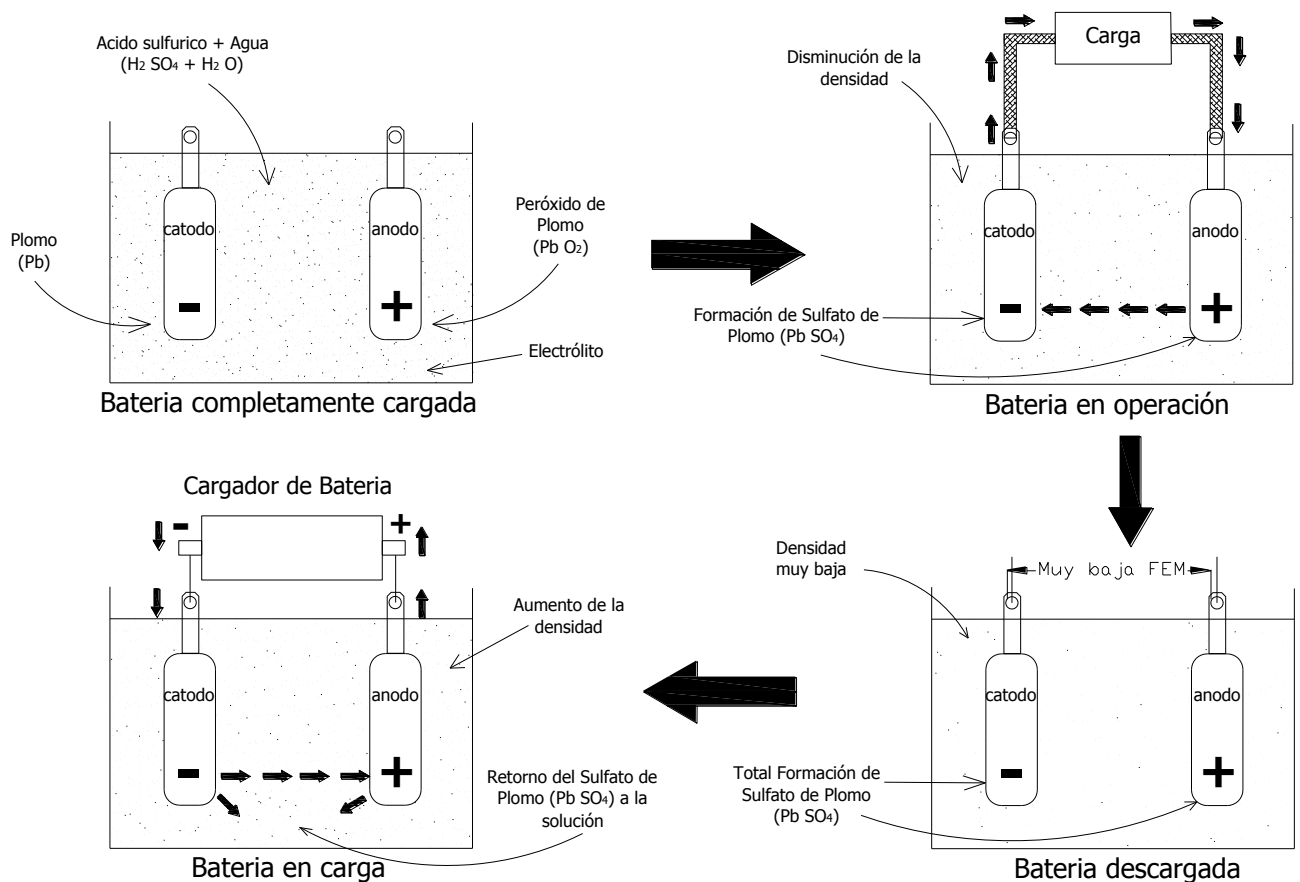 Acido sulfurico + Agua
(H2 SO4 + H2 O)
Plomo
(Pb)
catodo
-
anodo
+
Peróxido de
Plomo
(Pb O2)
Electrólito
Bateria completamente cargada
Carga
Disminución de la
densidad
catodo
-
anodo
+
Formación de Sulfato de
Plomo (Pb SO4)
Bateria en operación
Cargador de Bateria
-
+
Aumento de la
densidad
catodo
-
anodo
+
Retorno del Sulfato de
Plomo (Pb SO4) a la
solución
Bateria en carga
Densidad
muy baja
Muy baja FEM
catodo
-
anodo
+
Total Formación de
Sulfato de Plomo
(Pb SO4)
Bateria descargada